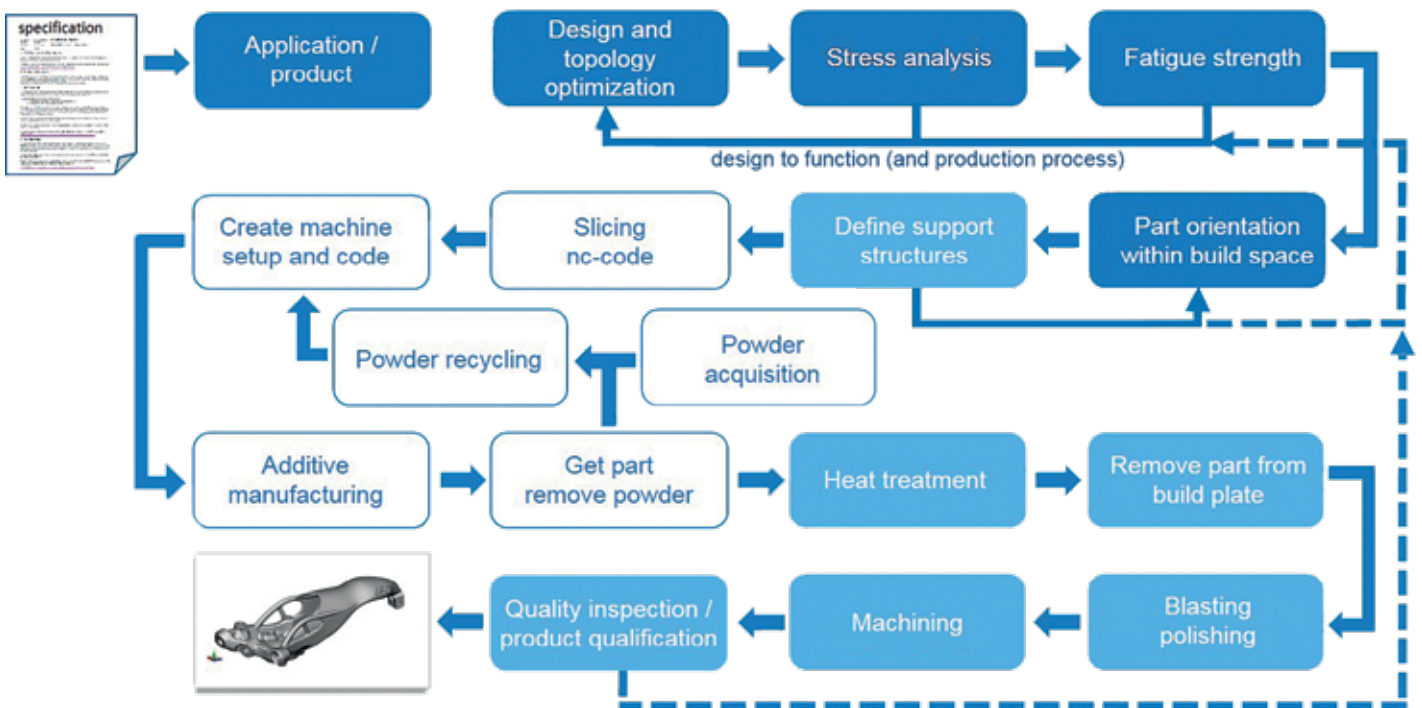 specification
Application /
product
Design and
topology
optimization
Stress analysis
Fatigue strength
design to function (and production process)
Create machine
setup and code
Slicing
nc-code
Define support
structures
Part orientation
within build space
Powder recycling
Powder
acquisition
Additive
manufacturing
Get part
remove powder
Heat treatment
Remove part from
build plate
Quality inspection /
product qualification
Machining
Blasting
polishing